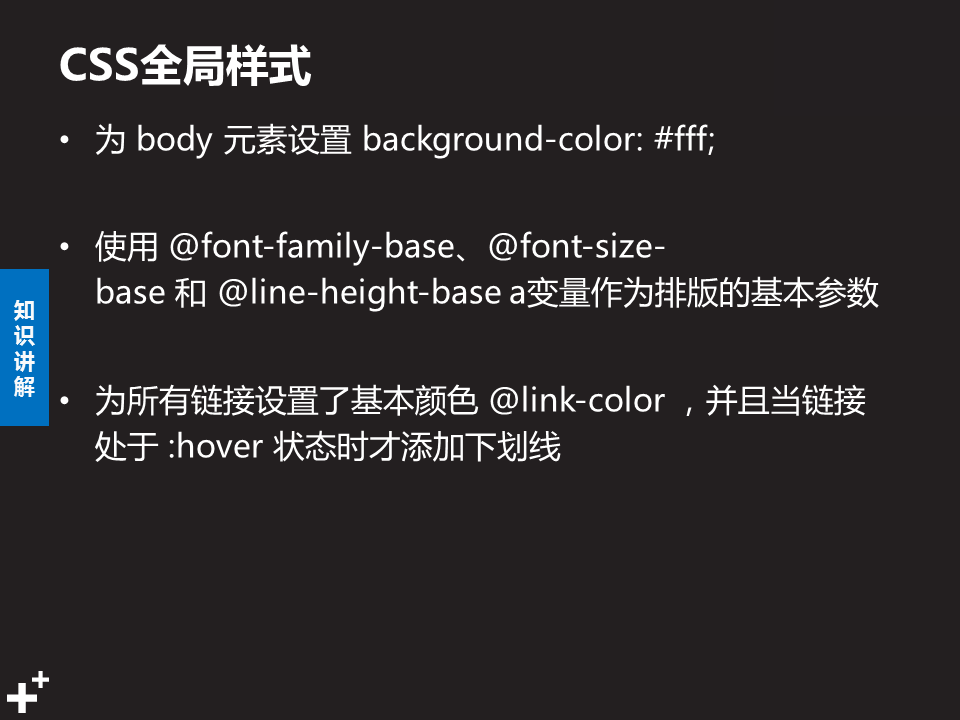 CSS全局样式
• 为 body 元素设置 background-color: #fff;
• 使用 @font-family-base、@font-size-
base 和 @line-height-base a变量作为排版的基本参数
• 为所有链接设置了基本颜色 @link-color ，并且当链接
处于 :hover 状态时才添加下划线
知
识
讲
解